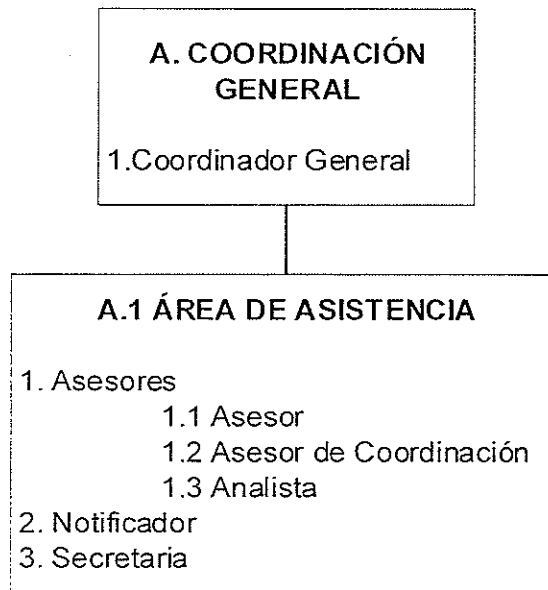 A. COORDINACIÓN
GENERAL
1.Coordinador General
A.1 ÁREA DE ASISTENCIA
1. Asesores
1.1 Asesor
1.2 Asesor de Coordinación
1.3 Analista
2. Notificador
3. Secretaria